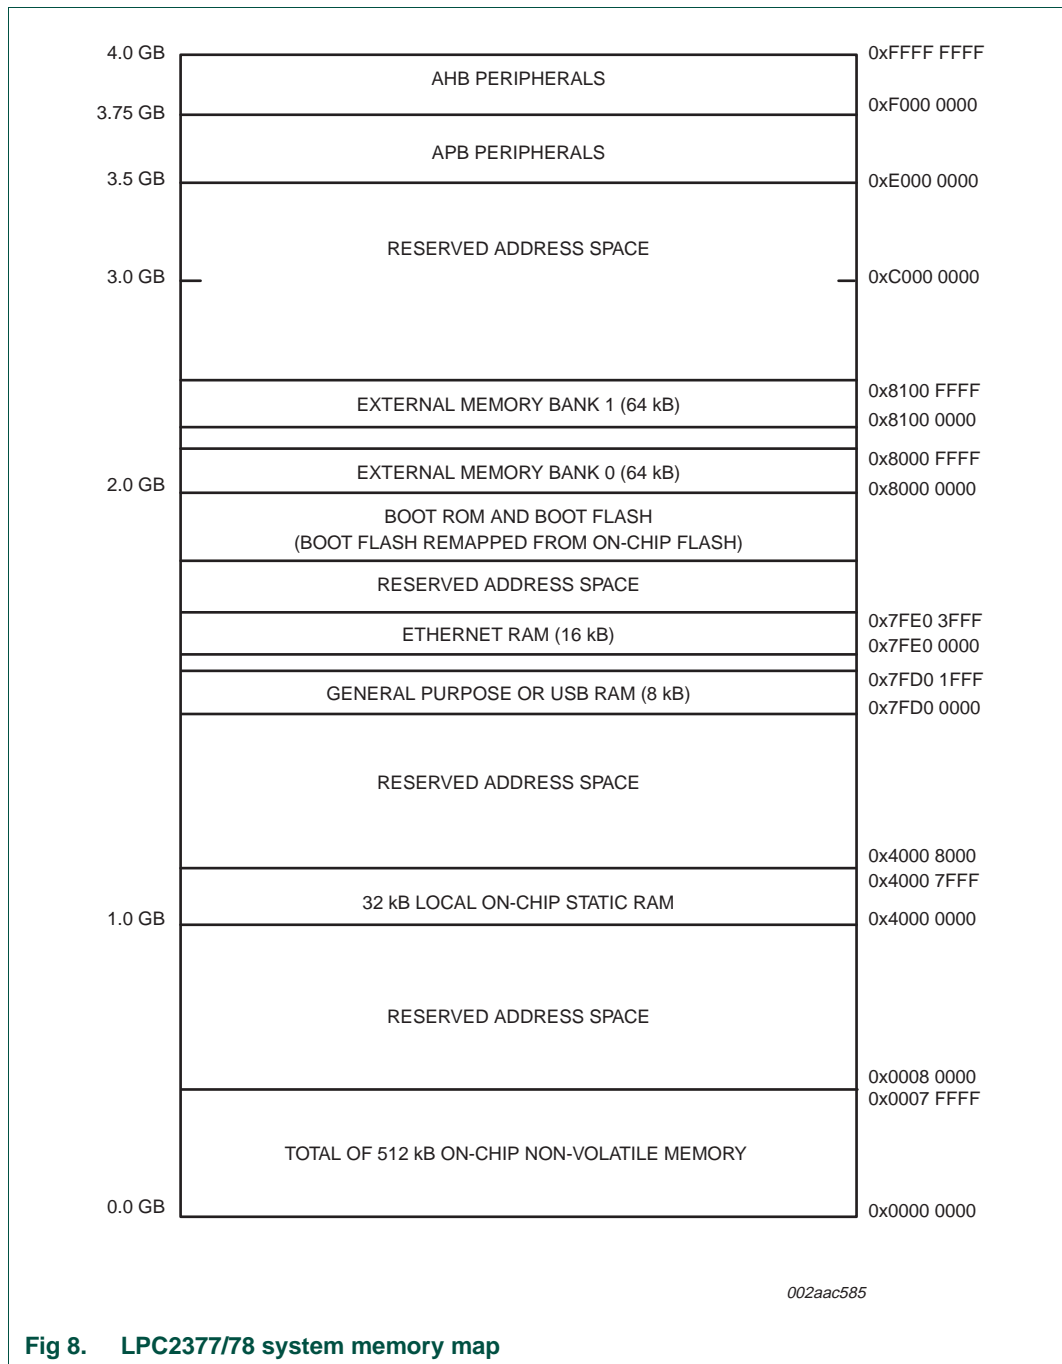 4.0 GB
0xFFFF FFFF
AHB PERIPHERALS
3.75 GB
0xF000 0000
APB PERIPHERALS
3.5 GB
0xE000 0000
RESERVED ADDRESS SPACE
3.0 GB
0xC000 0000
0x8100 FFFF
EXTERNAL MEMORY BANK 1 (64 kB)
0x8100 0000
0x8000 FFFF
EXTERNAL MEMORY BANK 0 (64 kB)
2.0 GB
0x8000 0000
BOOT ROM AND BOOT FLASH
(BOOT FLASH REMAPPED FROM ON-CHIP FLASH)
RESERVED ADDRESS SPACE
0x7FE0 3FFF
ETHERNET RAM (16 kB)
0x7FE0 0000
0x7FD0 1FFF
GENERAL PURPOSE OR USB RAM (8 kB)
0x7FD0 0000
RESERVED ADDRESS SPACE
0x4000 8000
0x4000 7FFF
32 kB LOCAL ON-CHIP STATIC RAM
1.0 GB
0x4000 0000
RESERVED ADDRESS SPACE
0x0008 0000
0x0007 FFFF
TOTAL OF 512 kB ON-CHIP NON-VOLATILE MEMORY
0.0 GB
0x0000 0000
002aac585
Fig 8. LPC2377/78 system memory map